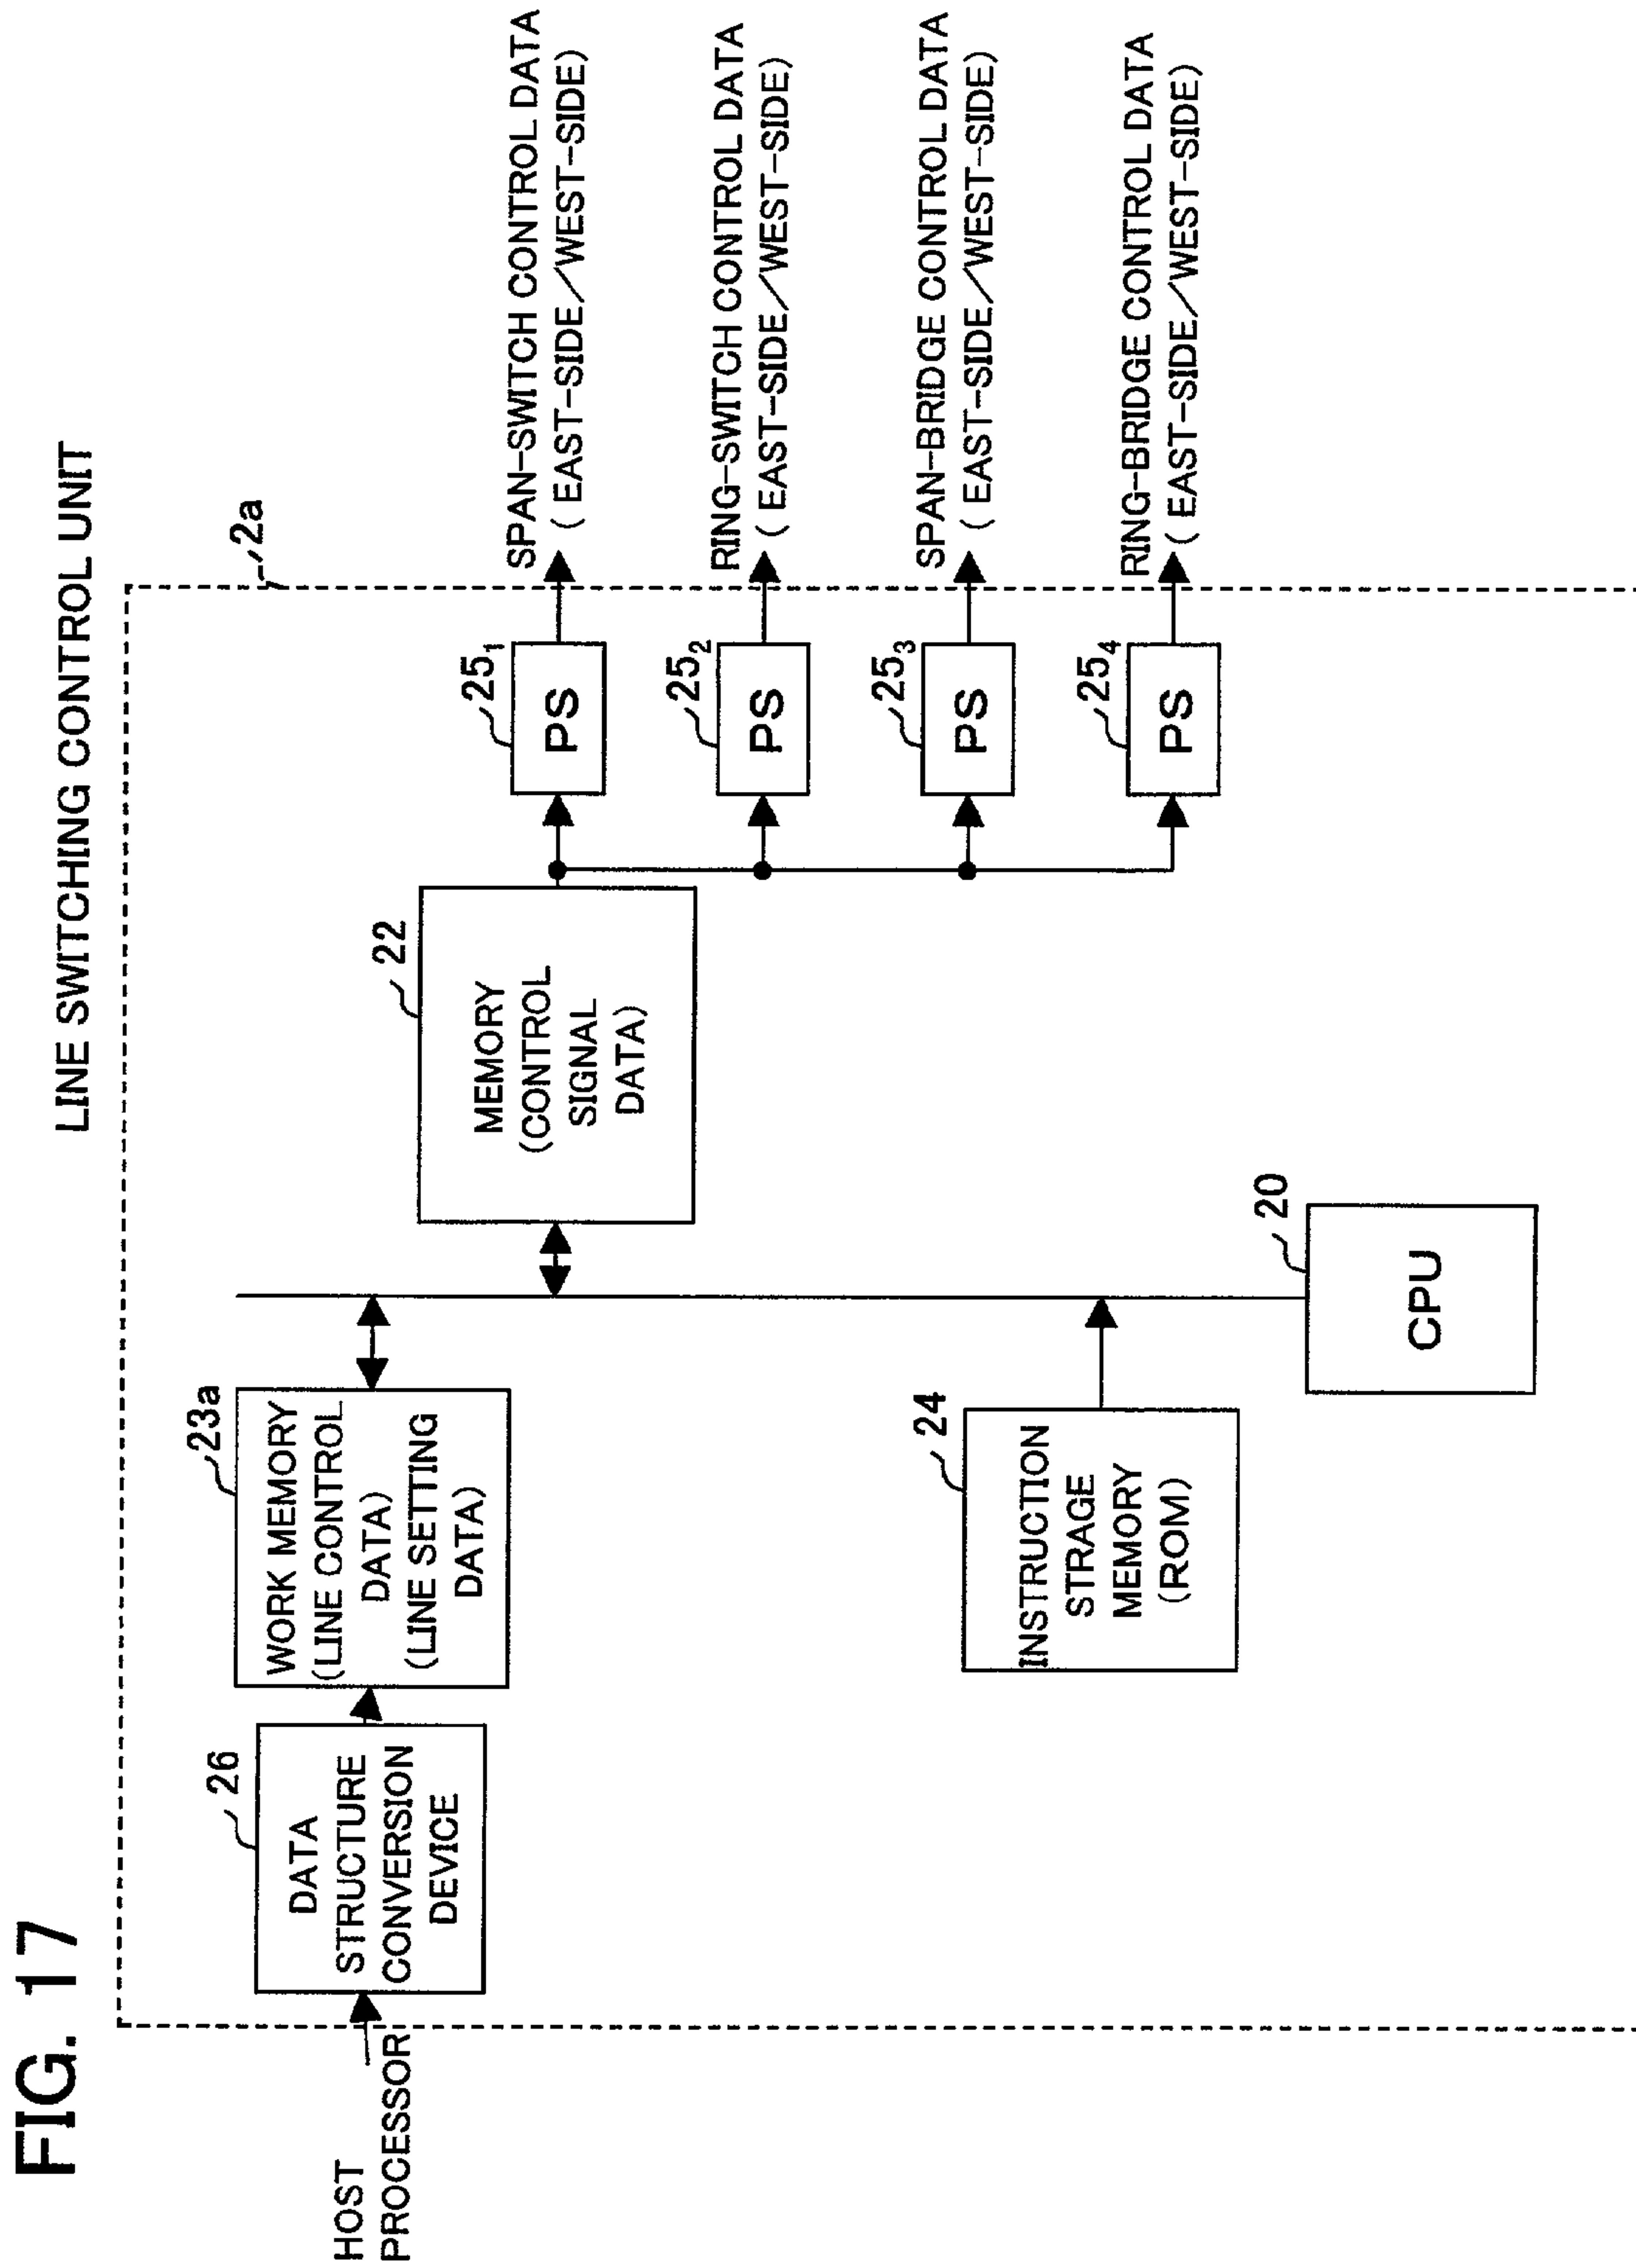 FIG. 17
LINE SWITCHING CONTROL UNIT
2a
HOST
PROCESSOR
26
DATA
STRUCTURE
CONVERSION
DEVICE
23a
WORK MEMORY
(LINE CONTROL
DATA)
(LINE SETTING
DATA)
22
MEMORY
(CONTROL
SIGNAL
DATA)
24
INSTRUCTION
STRAGE
MEMORY
(ROM)
20
CPU
25₁
PS
SPAN-SWITCH CONTROL DATA
( EAST-SIDE/WEST-SIDE)
25₂
PS
RING-SWITCH CONTROL DATA
( EAST-SIDE/WEST-SIDE)
25₃
PS
SPAN-BRIDGE CONTROL DATA
( EAST-SIDE/WEST-SIDE)
25₄
PS
RING-BRIDGE CONTROL DATA
( EAST-SIDE/WEST-SIDE)